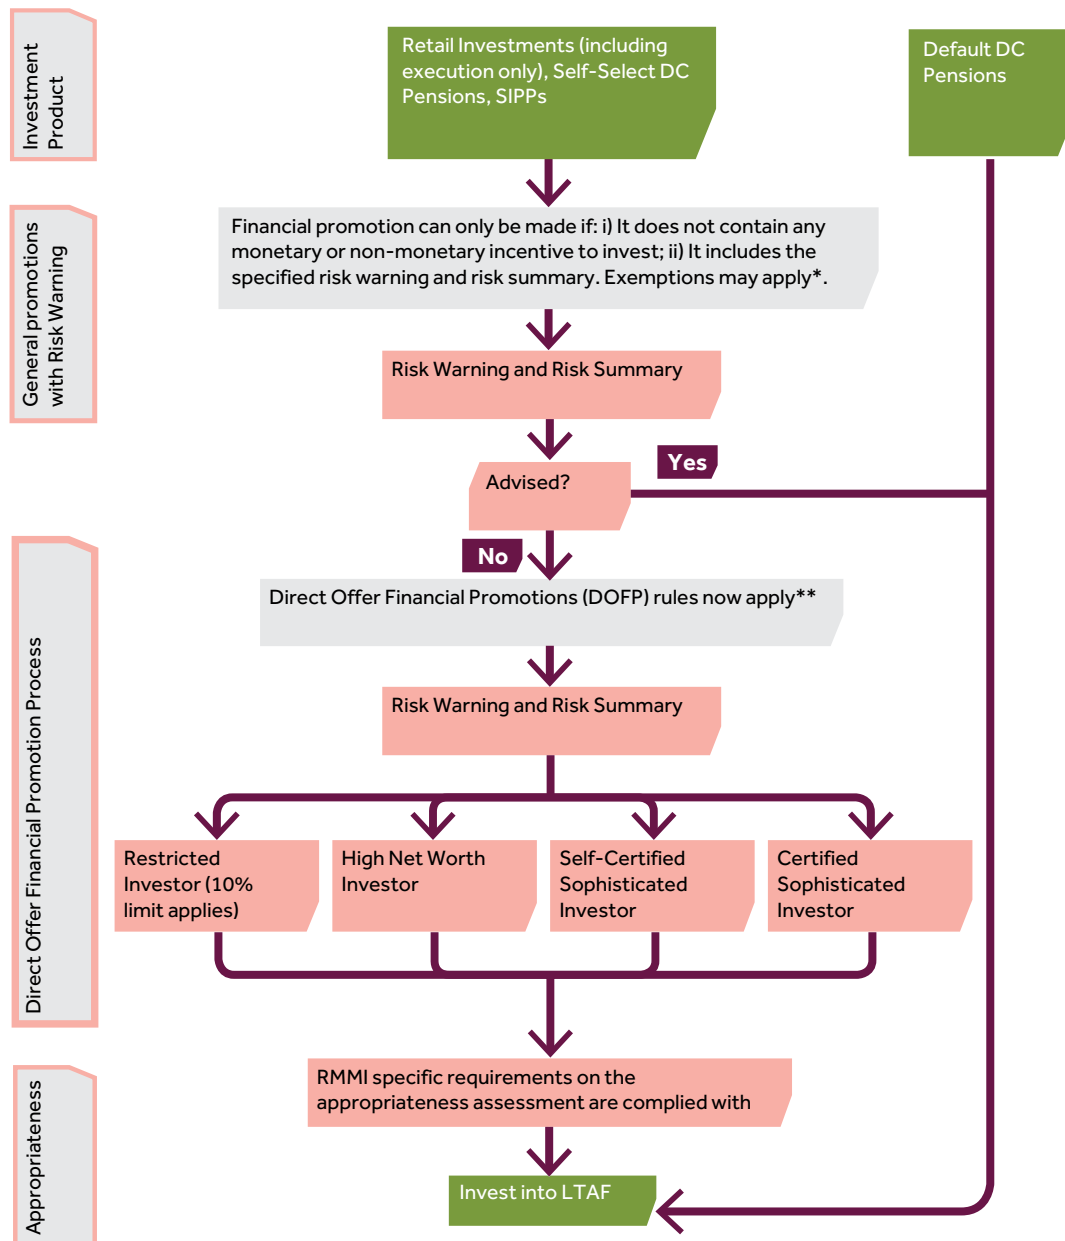 Investment
Product
Retail Investments (including
execution only), Self-Select DC
Pensions, SIPPs
Default DC
Pensions
General promotions
with Risk Warning
Financial promotion can only be made if: i) It does not contain any
monetary or non-monetary incentive to invest; ii) It includes the
specified risk warning and risk summary. Exemptions may apply*.
Risk Warning and Risk Summary
Advised?
Yes
No
Direct Offer Financial Promotion Process
Direct Offer Financial Promotions (DOFP) rules now apply**
Risk Warning and Risk Summary
Restricted
Investor (10%
limit applies)
High Net Worth
Investor
Self-Certified
Sophisticated
Investor
Certified
Sophisticated
Investor
Appropriateness
RMMI specific requirements on the
appropriateness assessment are complied with
Invest into LTAF